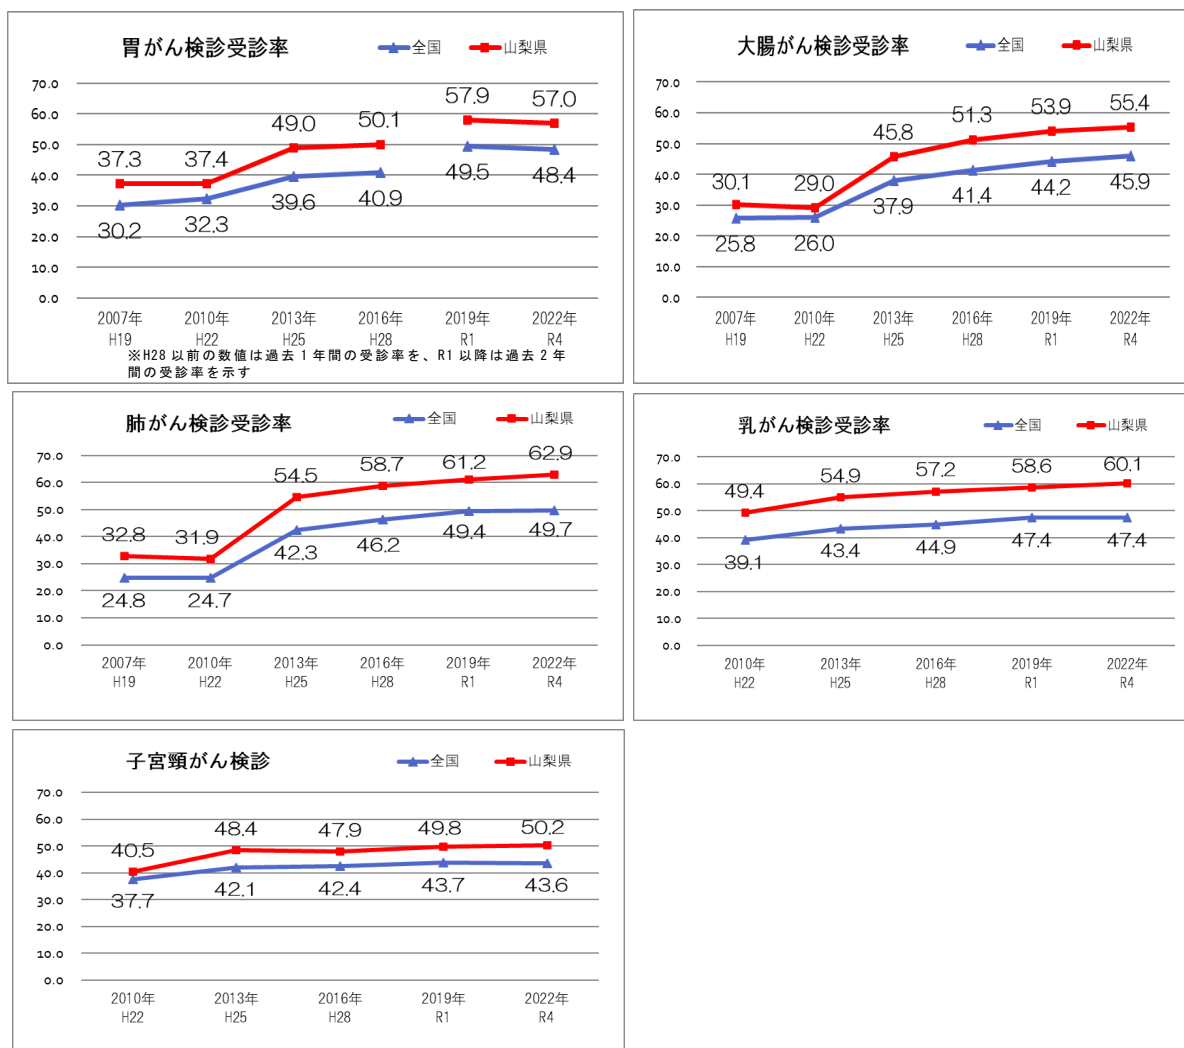 胃がん検診受診率
全国 山梨県
70.0
60.0
50.0
40.0
30.0
20.0
10.0
0.0
37.3 37.4 49.0 50.1 57.9 57.0
30.2 32.3 39.6 40.9 49.5 48.4
2007年 2010年 2013年 2016年 2019年 2022年
H19 H22 H25 H28 R1 R4
※H28以前の数値は過去1年間の受診率を、R1以降は過去2年
間の受診率を示す
大腸がん検診受診率
全国 山梨県
70.0
60.0
50.0
40.0
30.0
20.0
10.0
0.0
30.1 29.0 45.8 51.3 53.9 55.4
25.8 26.0 37.9 41.4 44.2 45.9
2007年 2010年 2013年 2016年 2019年 2022年
H19 H22 H25 H28 R1 R4
肺がん検診受診率
全国 山梨県
70.0
60.0
50.0
40.0
30.0
20.0
10.0
0.0
32.8 31.9 54.5 58.7 61.2 62.9
24.8 24.7 42.3 46.2 49.4 49.7
2007年 2010年 2013年 2016年 2019年 2022年
H19 H22 H25 H28 R1 R4
乳がん検診受診率
全国 山梨県
70.0
60.0
50.0
40.0
30.0
20.0
10.0
0.0
49.4 54.9 57.2 58.6 60.1
39.1 43.4 44.9 47.4 47.4
2010年 2013年 2016年 2019年 2022年
H22 H25 H28 R1 R4
子宮頸がん検診
全国 山梨県
70.0
60.0
50.0
40.0
30.0
20.0
10.0
0.0
40.5 48.4 47.9 49.8 50.2
37.7 42.1 42.4 43.7 43.6
2010年 2013年 2016年 2019年 2022年
H22 H25 H28 R1 R4